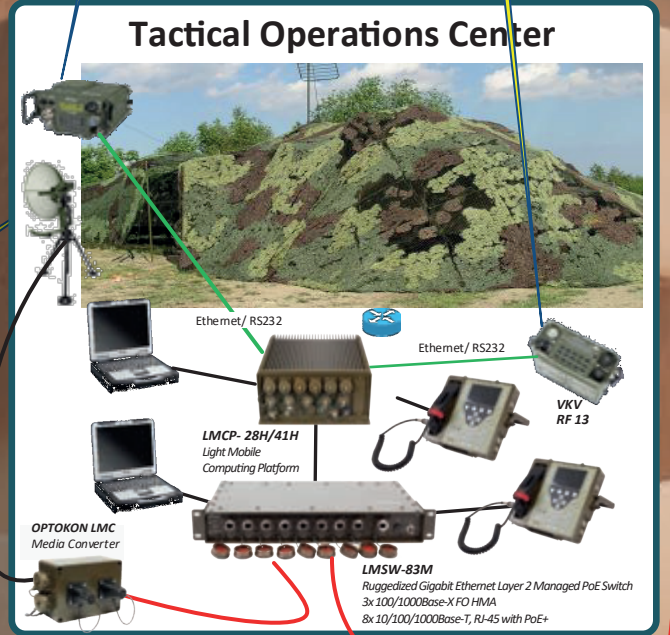 Tactical Operations Center
Ethernet/ RS232
Ethernet/ RS232
VKV
RF 13
LMCP- 28H/41H
Light Mobile
Computing Platform
OPTOKON LMC
Media Converter
LMSW-83M
Ruggedized Gigabit Ethernet Layer 2 Managed PoE Switch
3x 100/1000Base-X FO HMA
8x 10/100/1000Base-T, RJ-45 with PoE+